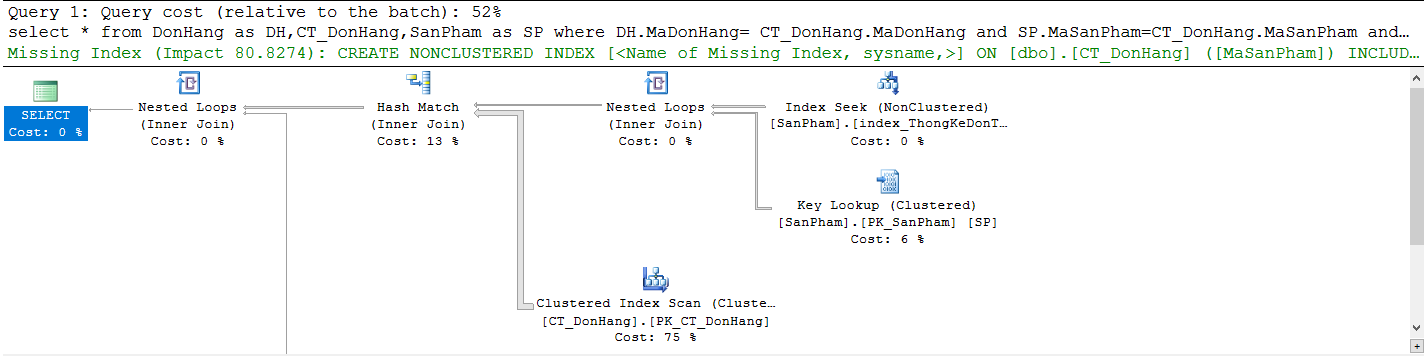 Query 1: Query cost (relative to the batch): 52%
select * from DonHang as DH,CT_DonHang,SanPham as SP where DH.MaDonHang= CT_DonHang.MaDonHang and SP.MaSanPham=CT_DonHang.MaSanPham and...
Missing Index (Impact 80.8274): CREATE NONCLUSTERED INDEX [<Name of Missing Index, sysname,>] ON [dbo].[CT_DonHang] ([MaSanPham]) INCLUD...
SELECT
Cost: 0 %
Nested Loops
(Inner Join)
Cost: 0 %
Hash Match
(Inner Join)
Cost: 13 %
Nested Loops
(Inner Join)
Cost: 0 %
Index Seek (NonClustered)
[SanPham].[index_ThongKeDonT...
Cost: 0 %
Key Lookup (Clustered)
[SanPham].[PK_SanPham] [SP]
Cost: 6 %
Clustered Index Scan (Cluste...
[CT_DonHang].[PK_CT_DonHang]
Cost: 75 %